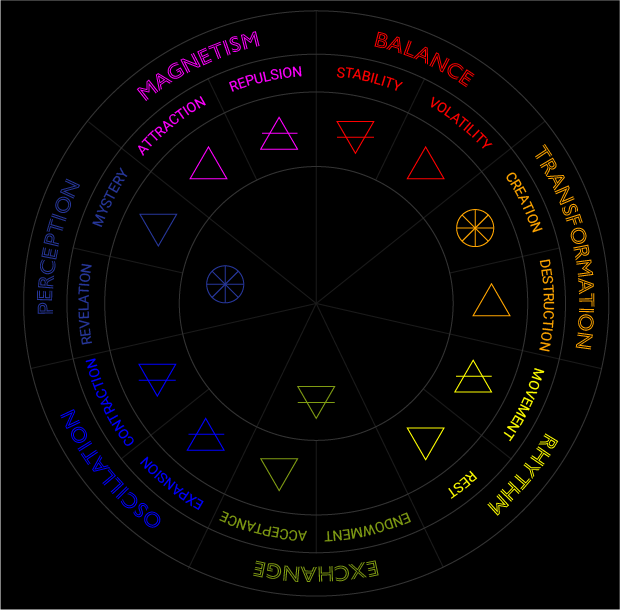 BALANCE
STABILITY
VOLATILITY
TRANSFORMATION
CREATION
DESTRUCTION
RHYTHM
MOVEMENT
REST
EXCHANGE
ENDOWMENT
ACCEPTANCE
OSCILLATION
EXPANSION
CONTRACTION
PERCEPTION
REVELATION
MYSTERY
MAGNETISM
ATTRACTION
REPULSION